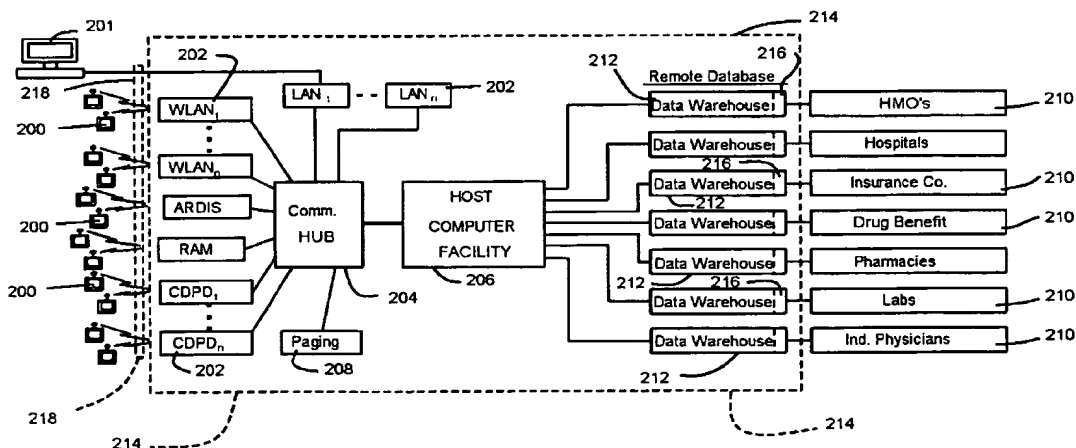 201
202
214
212
216
Remote Database
218
WLAN1
LAN1
LANn
202
Data Warehouse
HMO's
210
200
Data Warehouse
Hospitals
WLANn
216
Data Warehouse
Insurance Co.
210
200
ARDIS
Comm.
HUB
HOST
COMPUTER
FACILITY
212
Data Warehouse
Drug Benefit
210
RAM
Data Warehouse
Pharmacies
200
CDPD1
204
206
212
216
Data Warehouse
Labs
210
CDPDn
Paging
Data Warehouse
Ind. Physicians
210
202
208
212
218
214
214